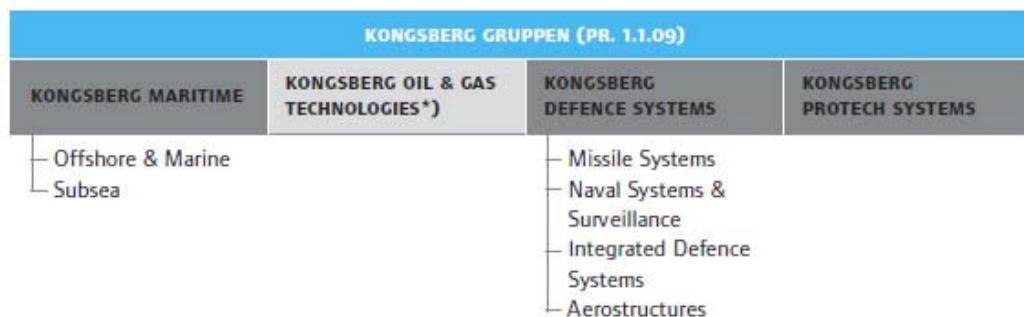 KONGSBERG GRUPPEN (PR. 1.1.09)
KONGSBERG MARITIME
KONGSBERG OIL & GAS
TECHNOLOGIES*)
KONGSBERG
DEFENCE SYSTEMS
KONGSBERG
PROTECH SYSTEMS
Offshore & Marine
Subsea
Missile Systems
Naval Systems &
Surveillance
Integrated Defence
Systems
Aerostructures